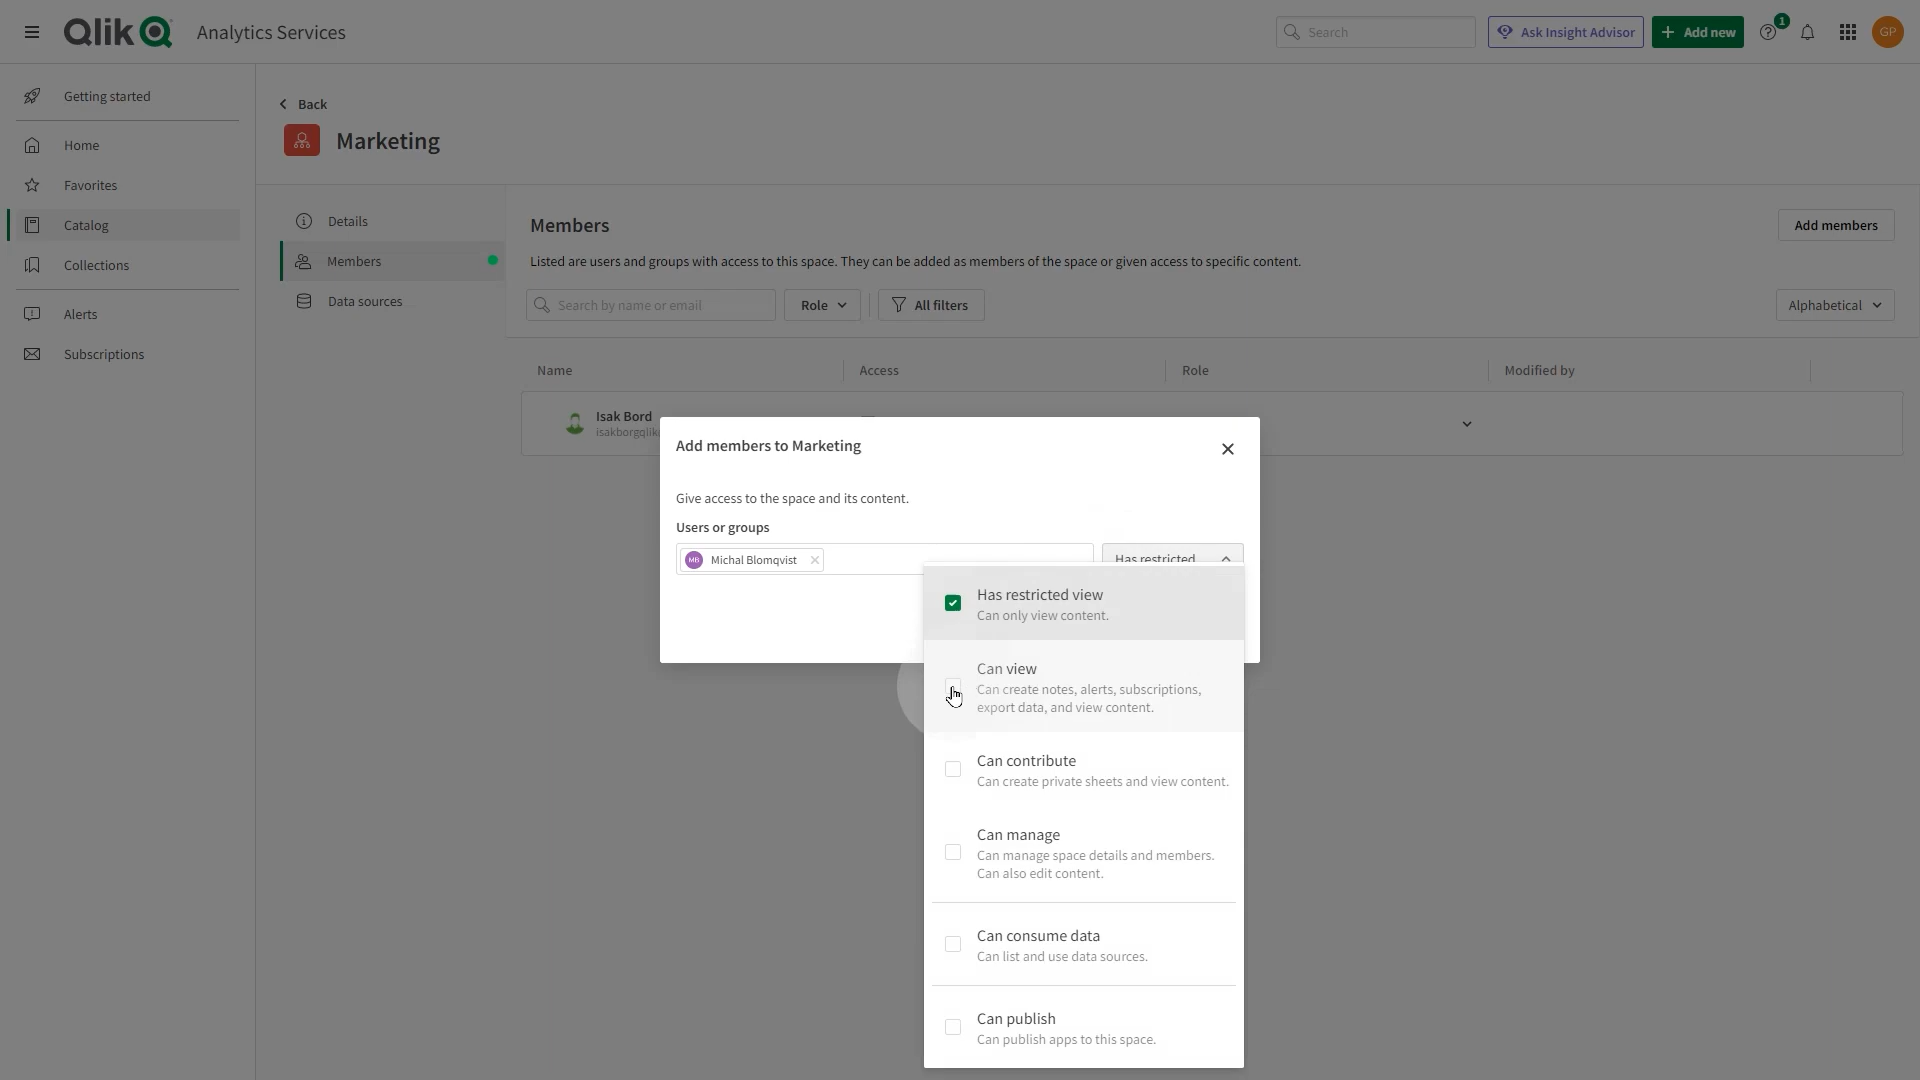 Qlik Analytics Services
Search
Ask Insight Advisor
Add new
1
GP
Getting started
Home
Favorites
Catalog
Collections
Alerts
Subscriptions
Back
Marketing
Details
Members
Data sources
Members
Add members
Listed are users and groups with access to this space. They can be added as members of the space or given access to specific content.
Search by name or email
Role
All filters
Alphabetical
Name
Access
Role
Modified by
Isak Bord
Add members to Marketing
Give access to the space and its content.
Users or groups
MB
Michal Blomqvist
Has restricted
Has restricted view
Can only view content.
Can view
Can create notes, alerts, subscriptions,
export data, and view content.
Can contribute
Can create private sheets and view content.
Can manage
Can manage space details and members.
Can also edit content.
Can consume data
Can list and use data sources.
Can publish
Can publish apps to this space.